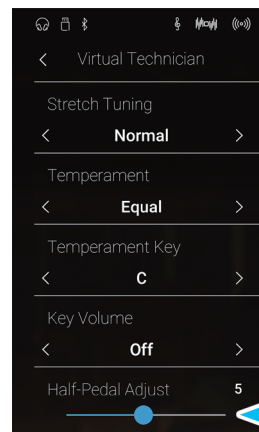 Virtual Technician
Stretch Tuning
Normal
Temperament
Equal
Temperament Key
C
Key Volume
Off
Half-Pedal Adjust 5